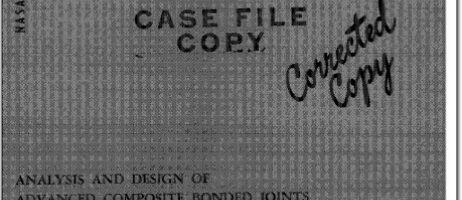 NASA
CASE FILE
COPY
Corrected
Copy
ANALYSIS AND DESIGN OF
ADVANCED COMPOSITE BONDED JOINTS